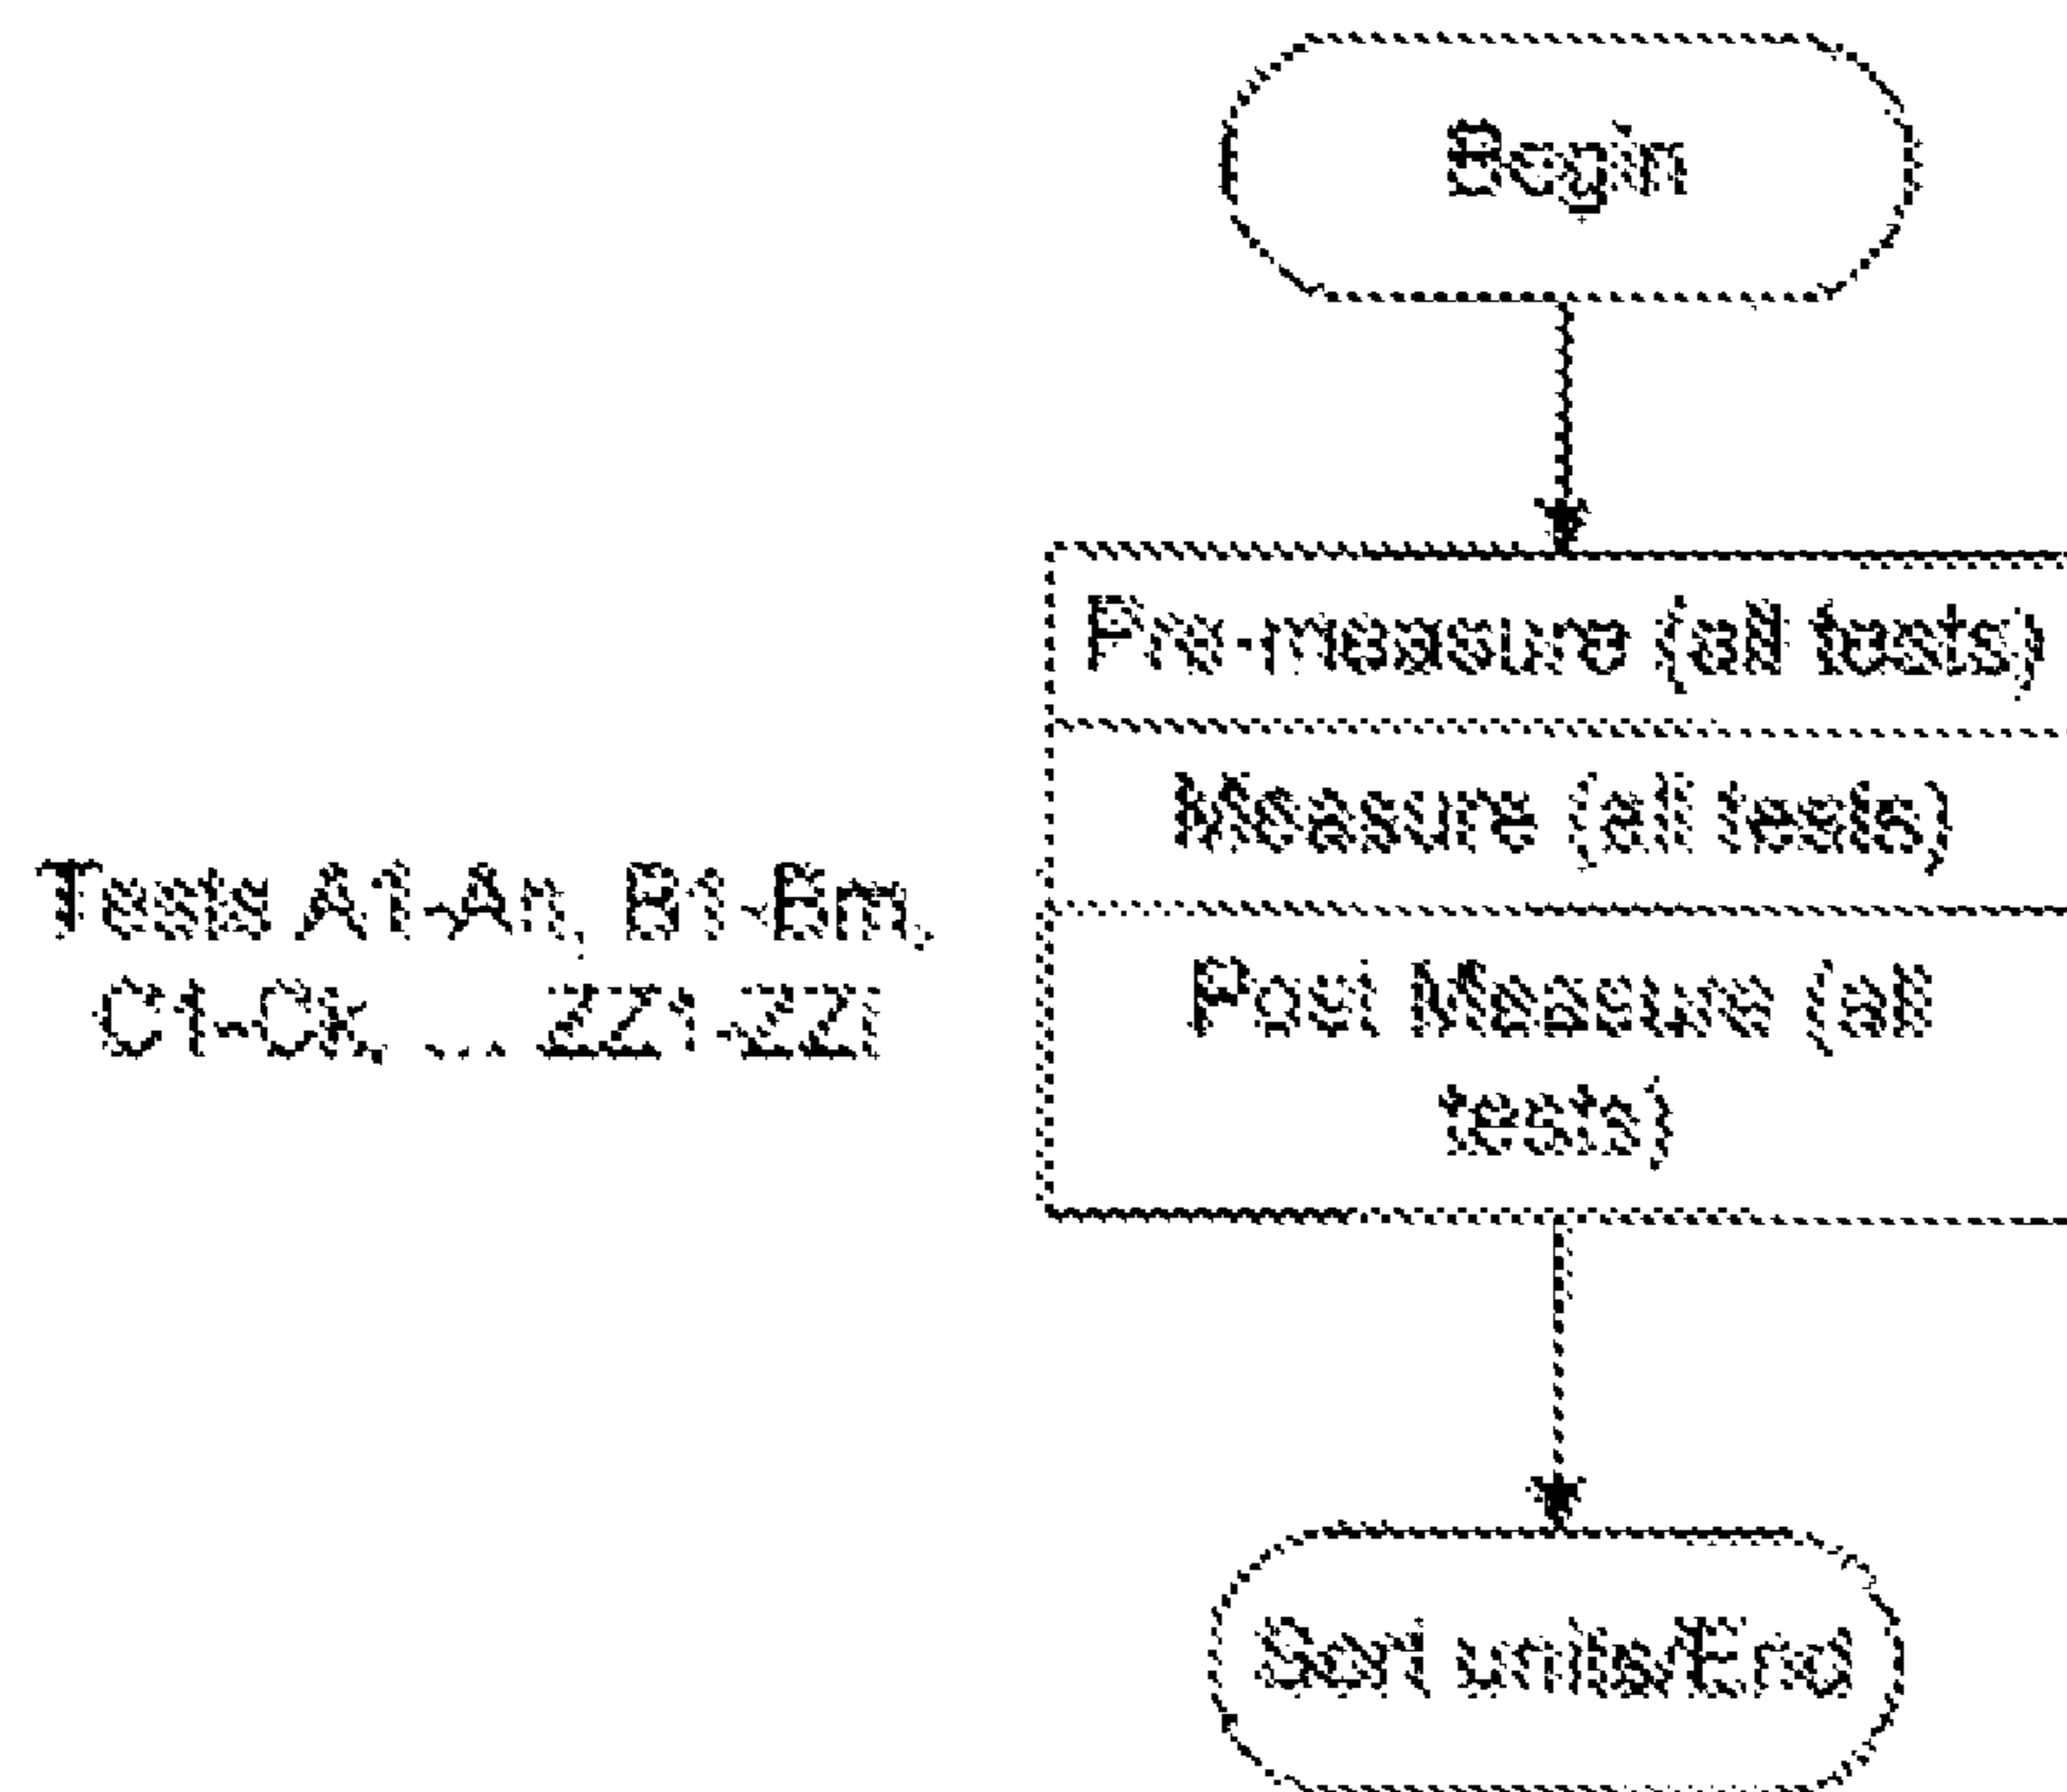 Begin
Pre-measure (all tests)
Measure (all tests)
Tests A1-An, B1-Bm,
C1-Ck, ... ZZ1-ZZi
Post Measure (all
tests)
Sort units/End